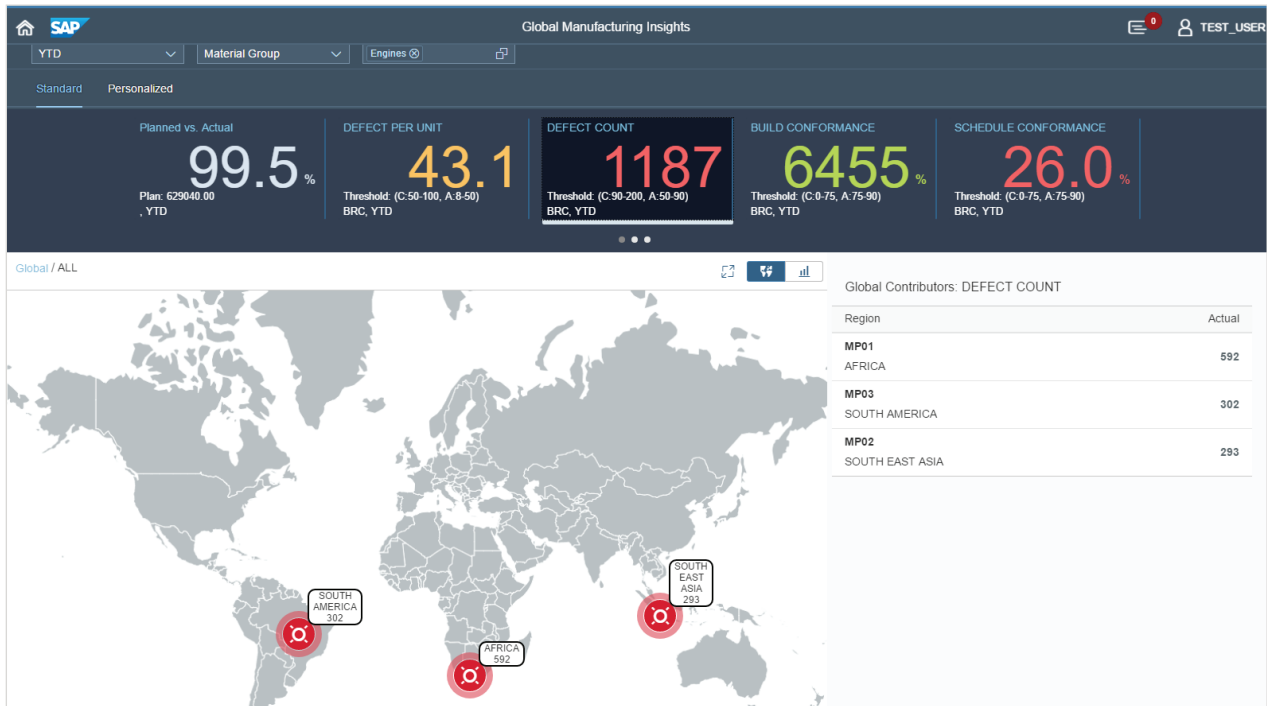 SAP
Global Manufacturing Insights
0
TEST_USER
YTD
Material Group
Engines
Standard
Personalized
Planned vs. Actual
99.5 %
Plan: 629040.00
, YTD
DEFECT PER UNIT
43.1
Threshold: (C:50-100, A:8-50)
BRC, YTD
DEFECT COUNT
1187
Threshold: (C:90-200, A:50-90)
BRC, YTD
BUILD CONFORMANCE
6455 %
Threshold: (C:0-75, A:75-90)
BRC, YTD
SCHEDULE CONFORMANCE
26.0 %
Threshold: (C:0-75, A:75-90)
BRC, YTD
Global / ALL
SOUTH
AMERICA
302
AFRICA
592
SOUTH
EAST
ASIA
293
Global Contributors: DEFECT COUNT
Region Actual
MP01
AFRICA
592
MP03
SOUTH AMERICA
302
MP02
SOUTH EAST ASIA
293